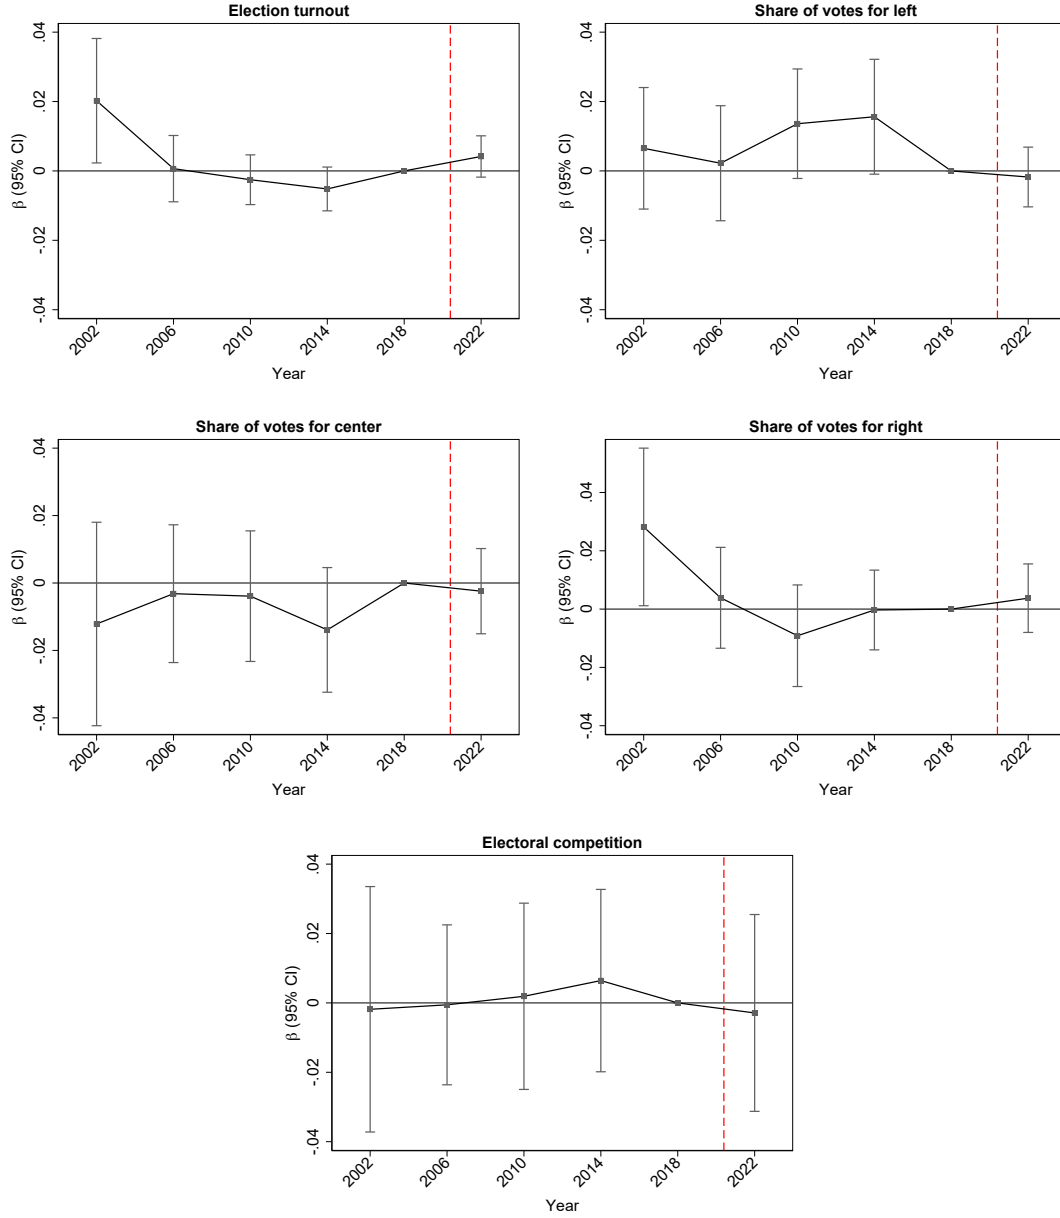 Election turnout
β (95% CI)
.04
.02
0
-.02
-.04
2002 2006 2010 2014 2018 2022
Year
Share of votes for left
β (95% CI)
.04
.02
0
-.02
-.04
2002 2006 2010 2014 2018 2022
Year
Share of votes for center
β (95% CI)
.04
.02
0
-.02
-.04
2002 2006 2010 2014 2018 2022
Year
Share of votes for right
β (95% CI)
.04
.02
0
-.02
-.04
2002 2006 2010 2014 2018 2022
Year
Electoral competition
β (95% CI)
.04
.02
0
-.02
-.04
2002 2006 2010 2014 2018 2022
Year